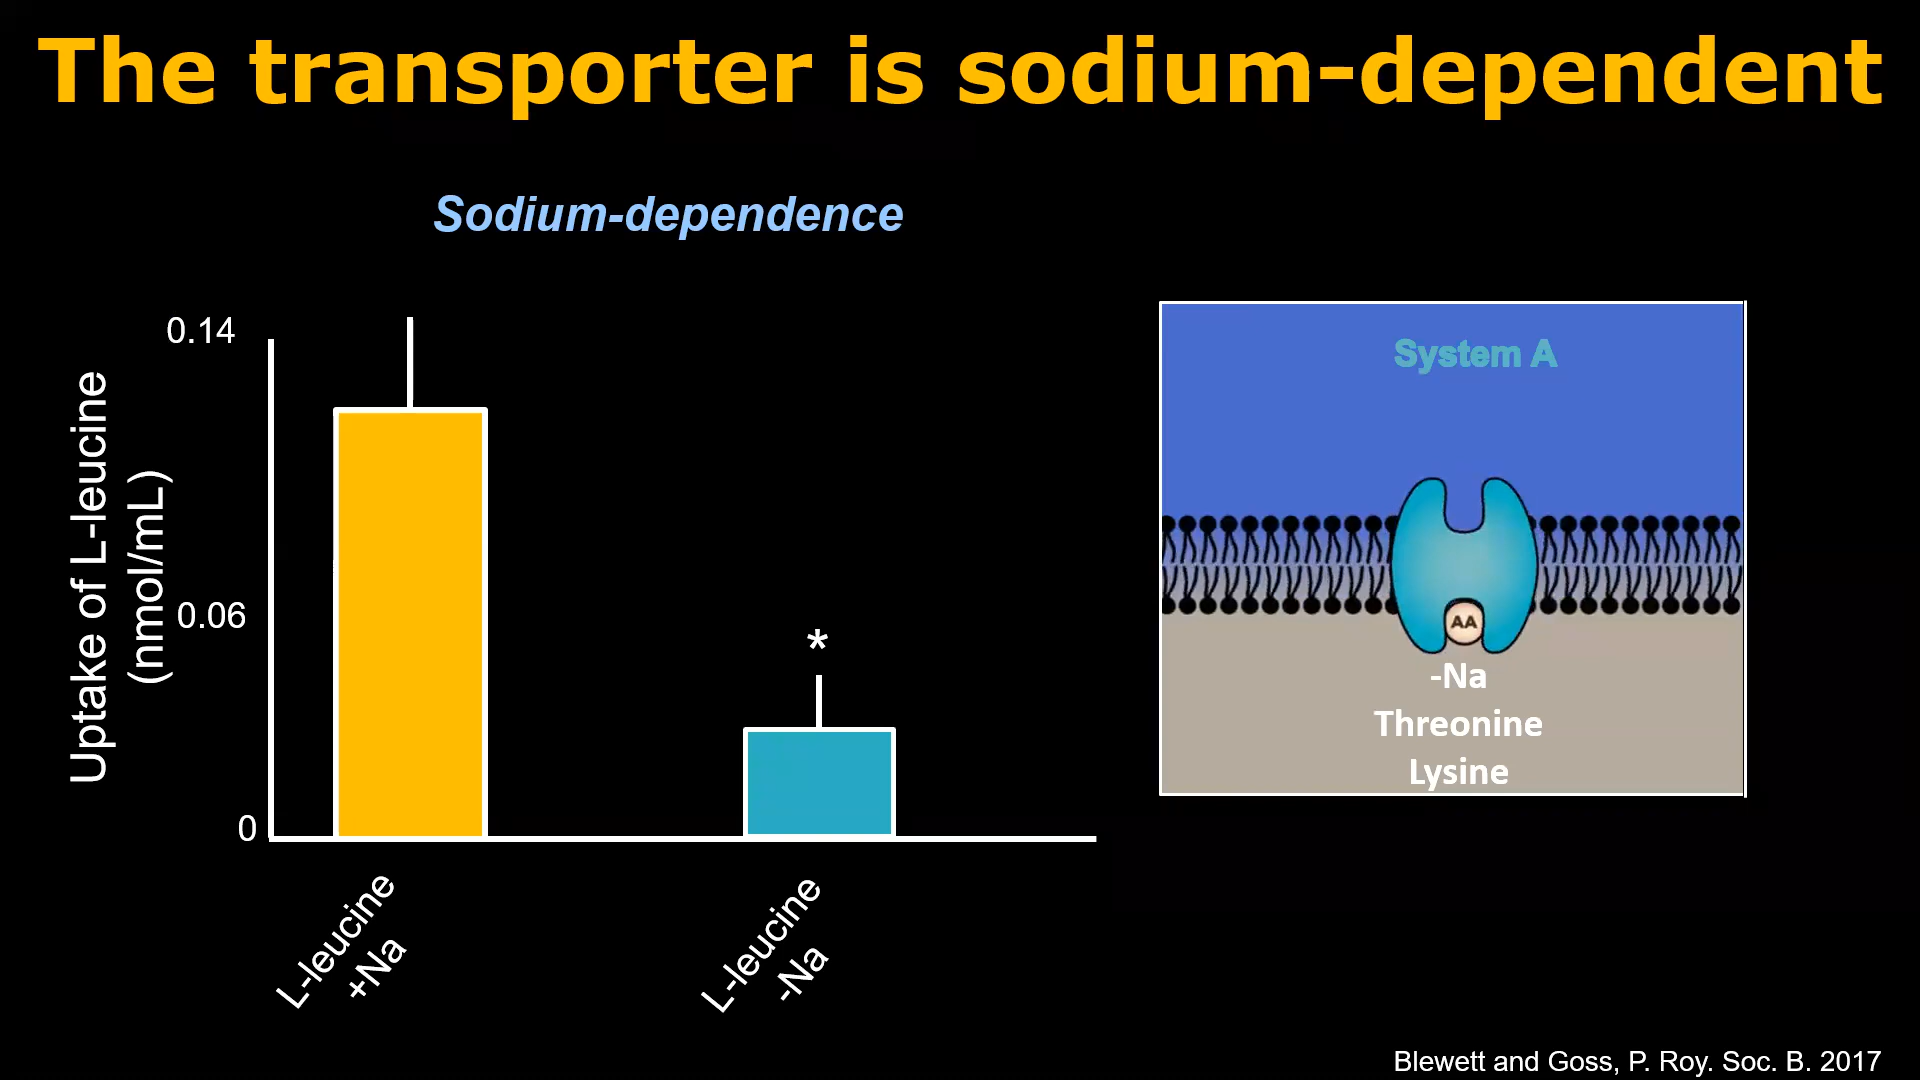 The transporter is sodium-dependent
Sodium-dependence
Uptake of L-leucine
(nmol/mL)
0.14
0.06
0
*
L-leucine
+Na
L-leucine
-Na
System A
AA
-Na
Threonine
Lysine
Blewett and Goss, P. Roy. Soc. B. 2017